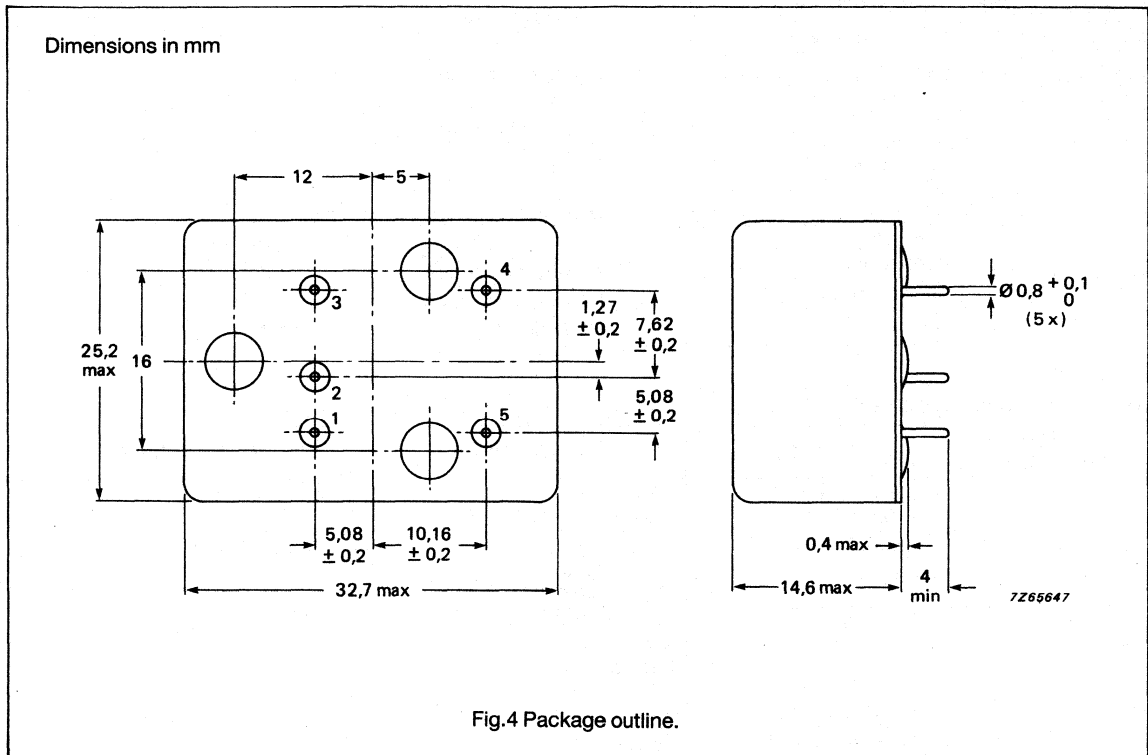 Dimensions in mm
12
5
3
4
25,2
max
16
1,27
± 0,2
7,62
± 0,2
2
1
5
5,08
± 0,2
5,08
± 0,2
10,16
± 0,2
32,7 max
Ø 0,8 + 0,1
0
(5 x)
0,4 max
14,6 max
4
min
7Z65647
Fig.4 Package outline.